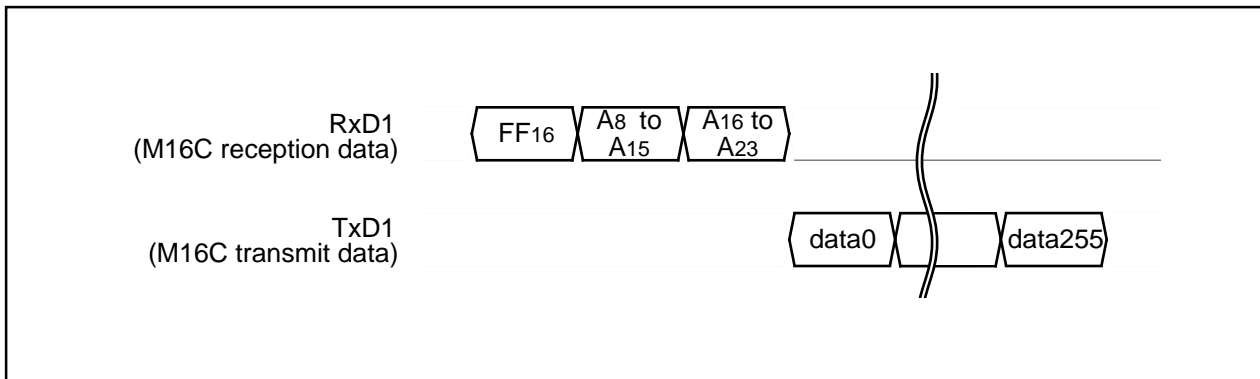 RxD1
(M16C reception data)
FF16
A8 to
A15
A16 to
A23
TxD1
(M16C transmit data)
data0
data255